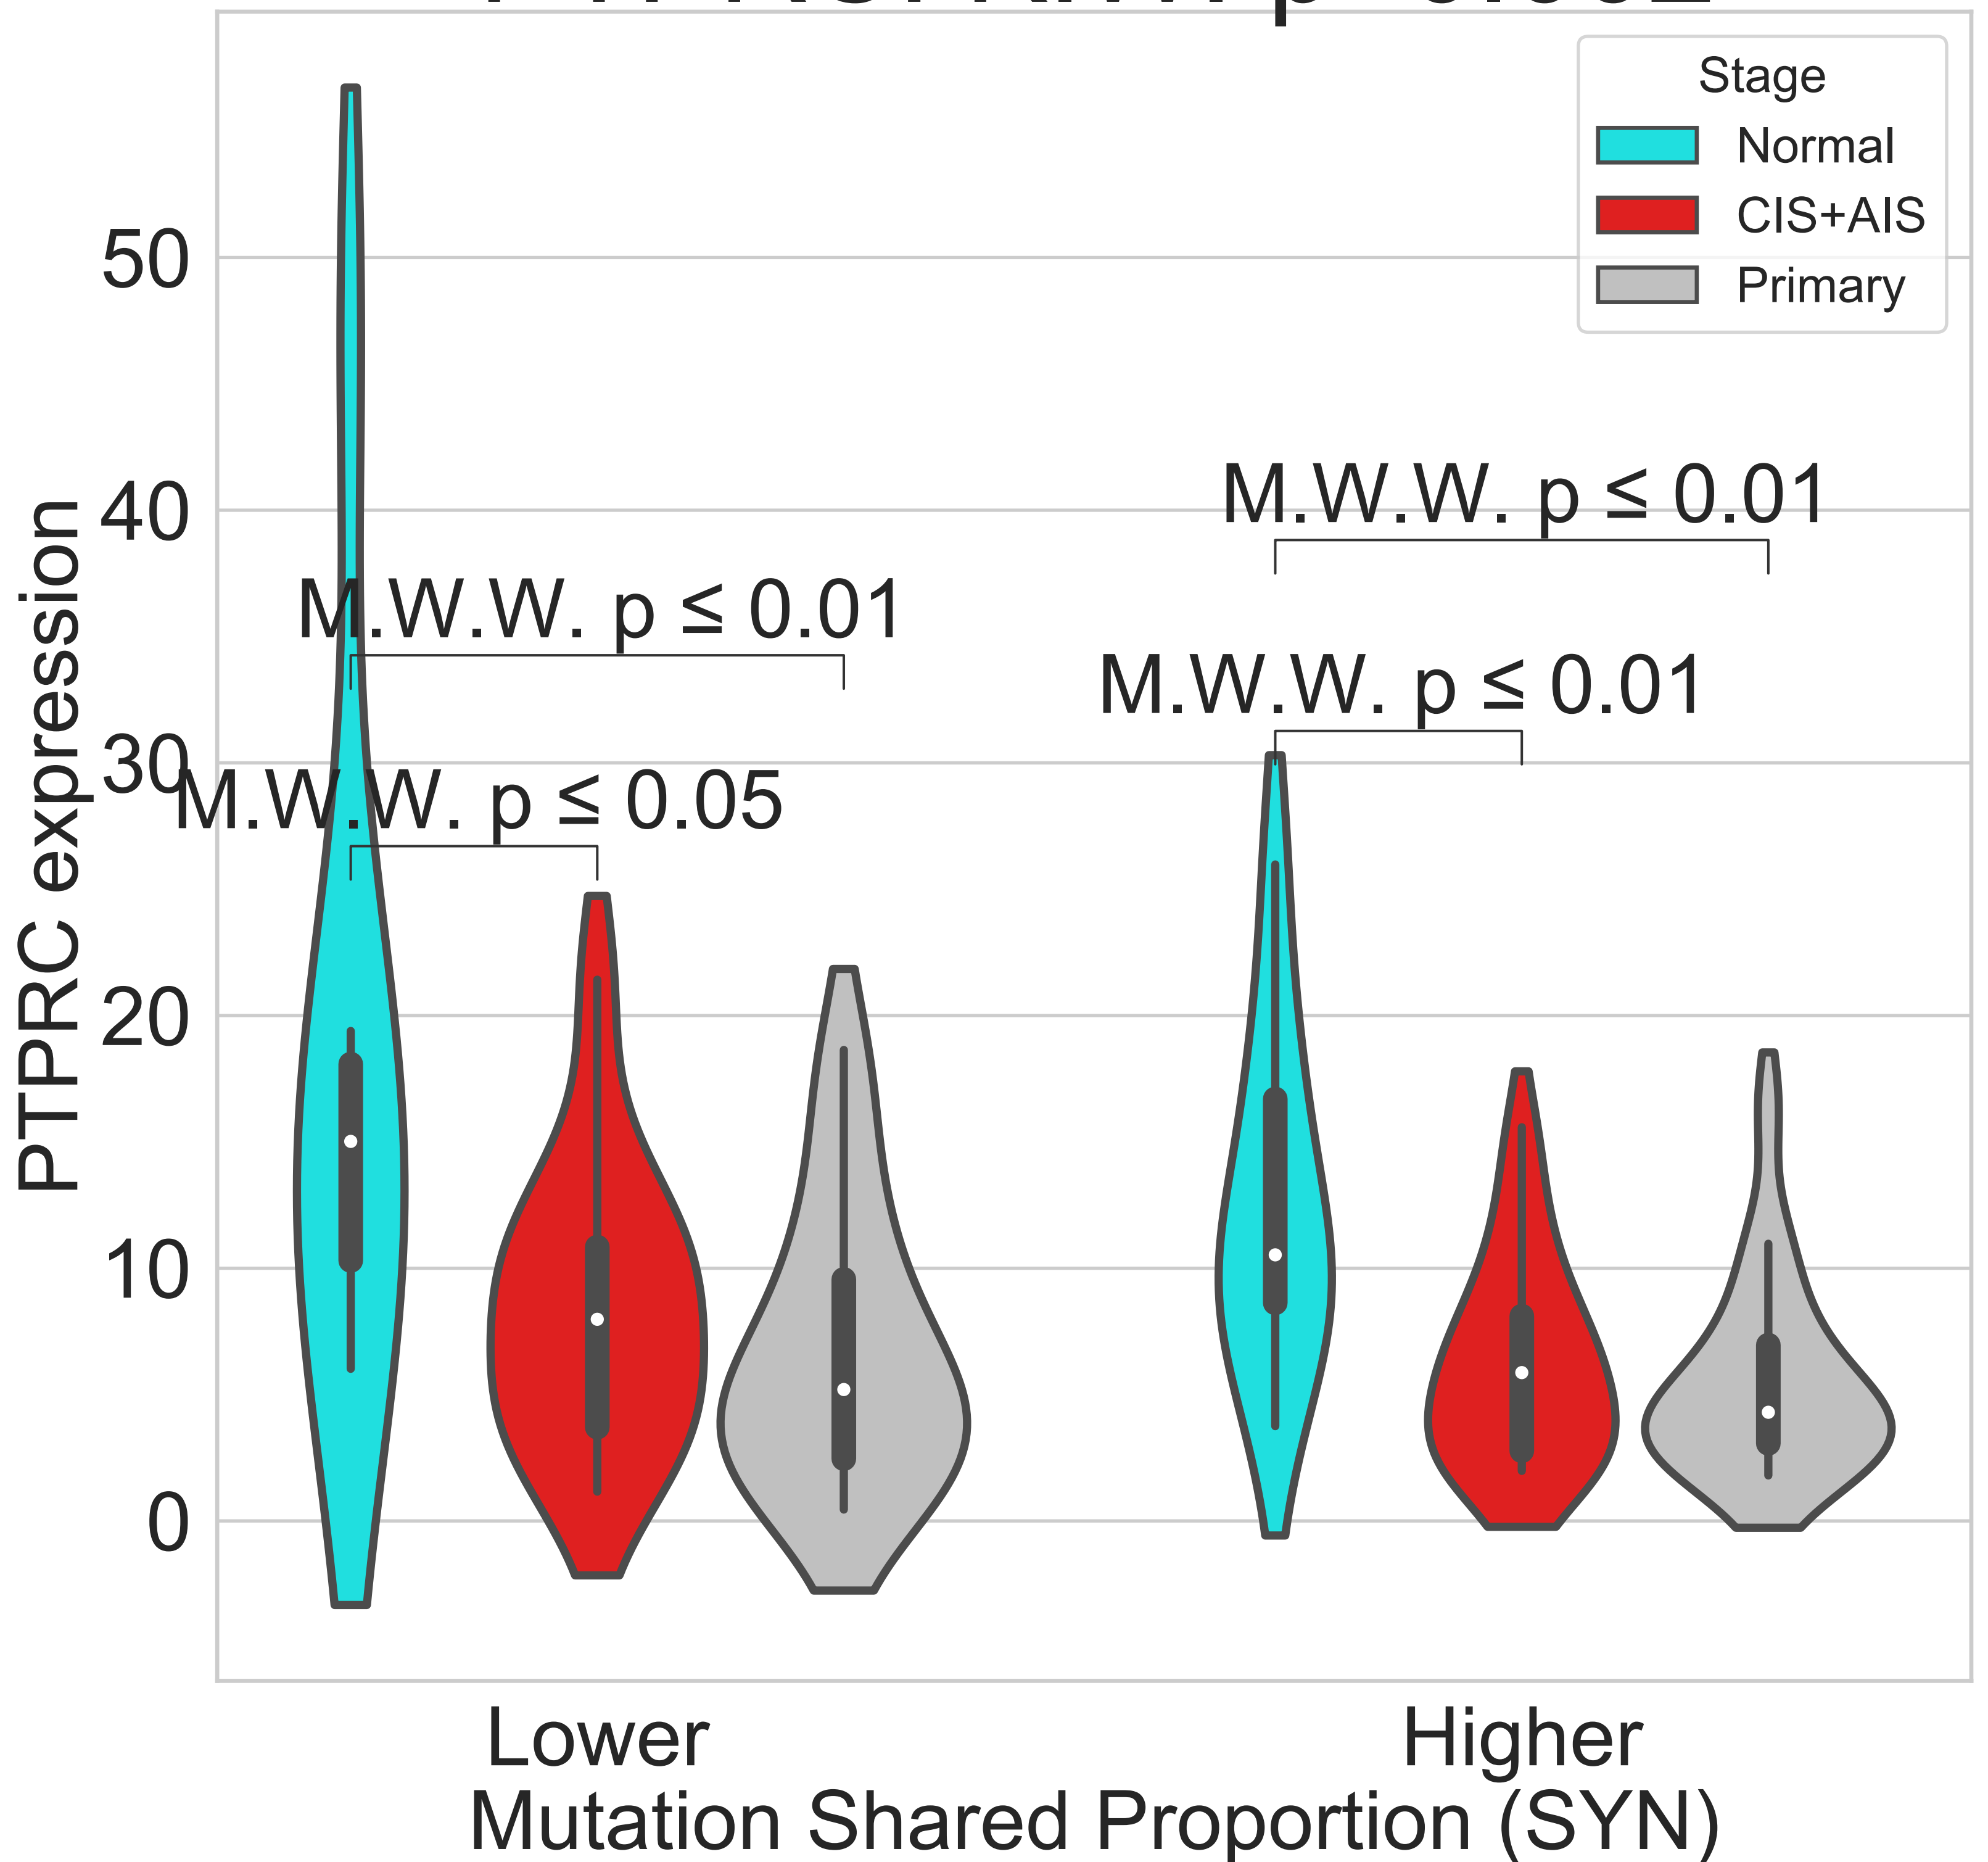 Stage
Normal
CIS+AIS
Primary
50
40
30
20
10
0
PTPRC expression
M.W.W. p ≤ 0.01
M.W.W. p ≤ 0.01
M.W.W. p ≤ 0.01
M.W.W. p ≤ 0.05
Lower
Higher
Mutation Shared Proportion (SYN)